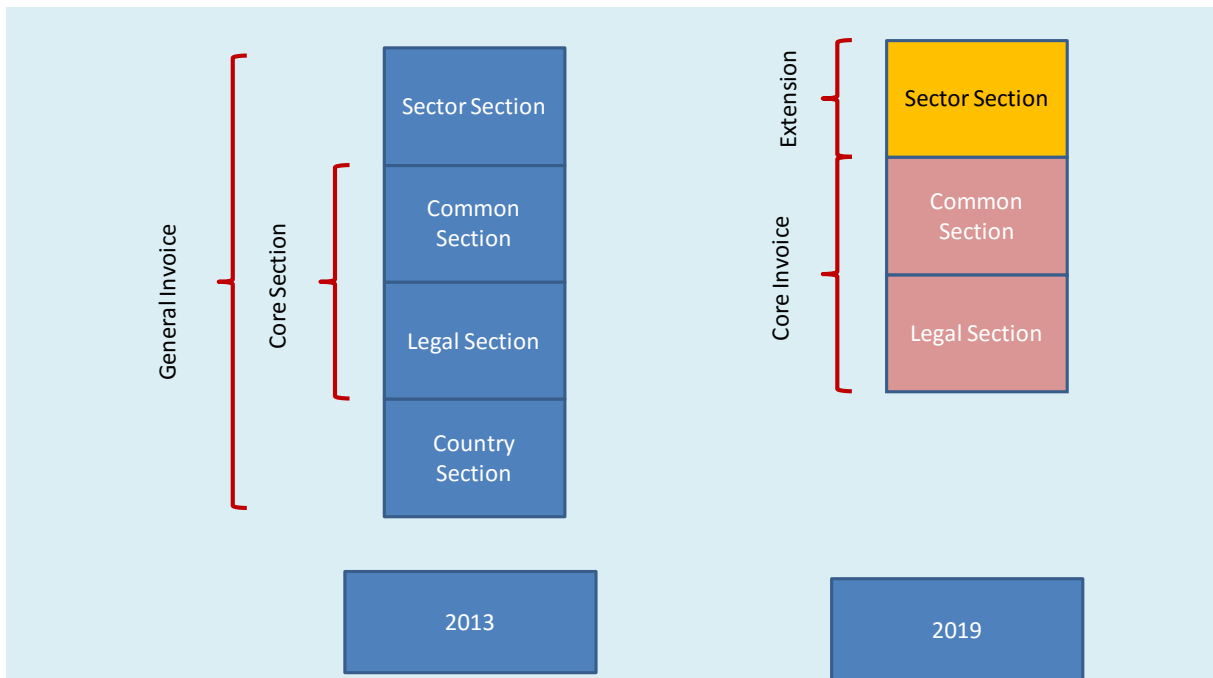 General Invoice
Core Section
Sector Section
Common
Section
Legal Section
Country
Section
2013
Extension
Core Invoice
Sector Section
Common
Section
Legal Section
2019